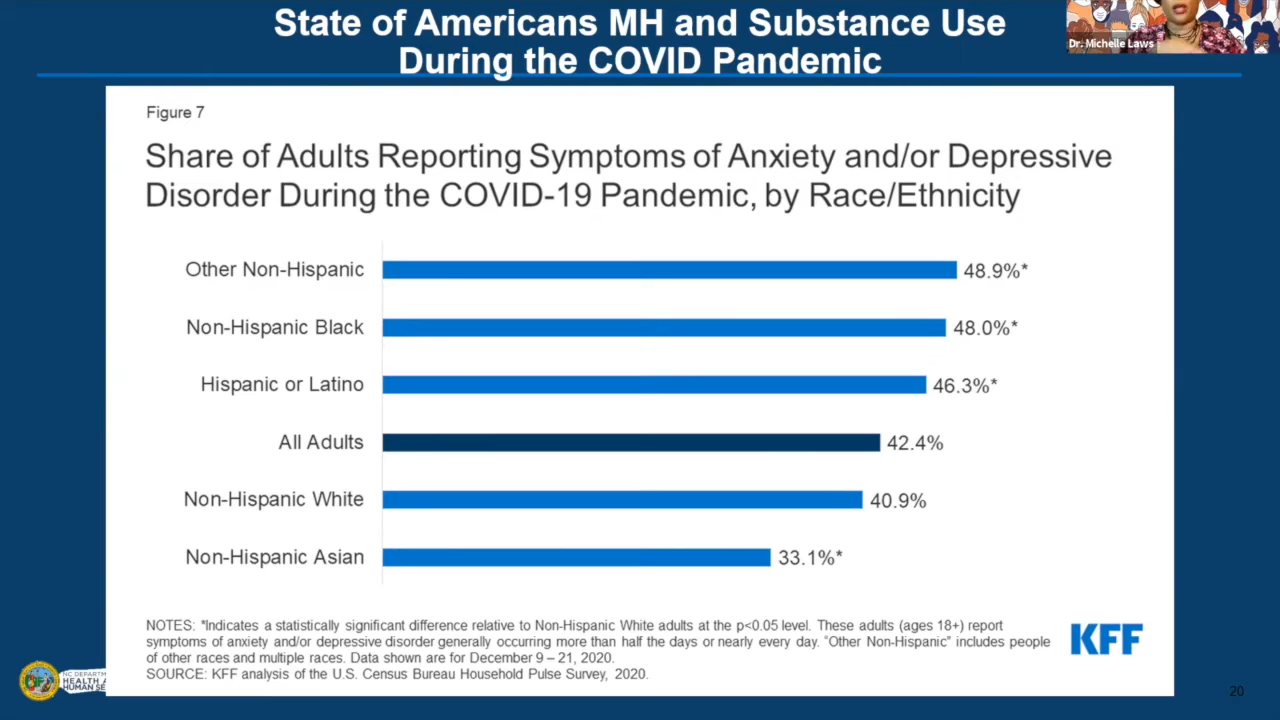 State of Americans MH and Substance Use
During the COVID Pandemic
Dr. Michelle Laws
Figure 7
Share of Adults Reporting Symptoms of Anxiety and/or Depressive
Disorder During the COVID-19 Pandemic, by Race/Ethnicity
Other Non-Hispanic 48.9%*
Non-Hispanic Black 48.0%*
Hispanic or Latino 46.3%*
All Adults 42.4%
Non-Hispanic White 40.9%
Non-Hispanic Asian 33.1%*
NOTES: *Indicates a statistically significant difference relative to Non-Hispanic White adults at the p<0.05 level. These adults (ages 18+) report
symptoms of anxiety and/or depressive disorder generally occurring more than half the days or nearly every day. "Other Non-Hispanic" includes people
of other races and multiple races. Data shown are for December 9 – 21, 2020.
SOURCE: KFF analysis of the U.S. Census Bureau Household Pulse Survey, 2020.
KFF
NC DEPART
HEALTH
HUMAN SE
20